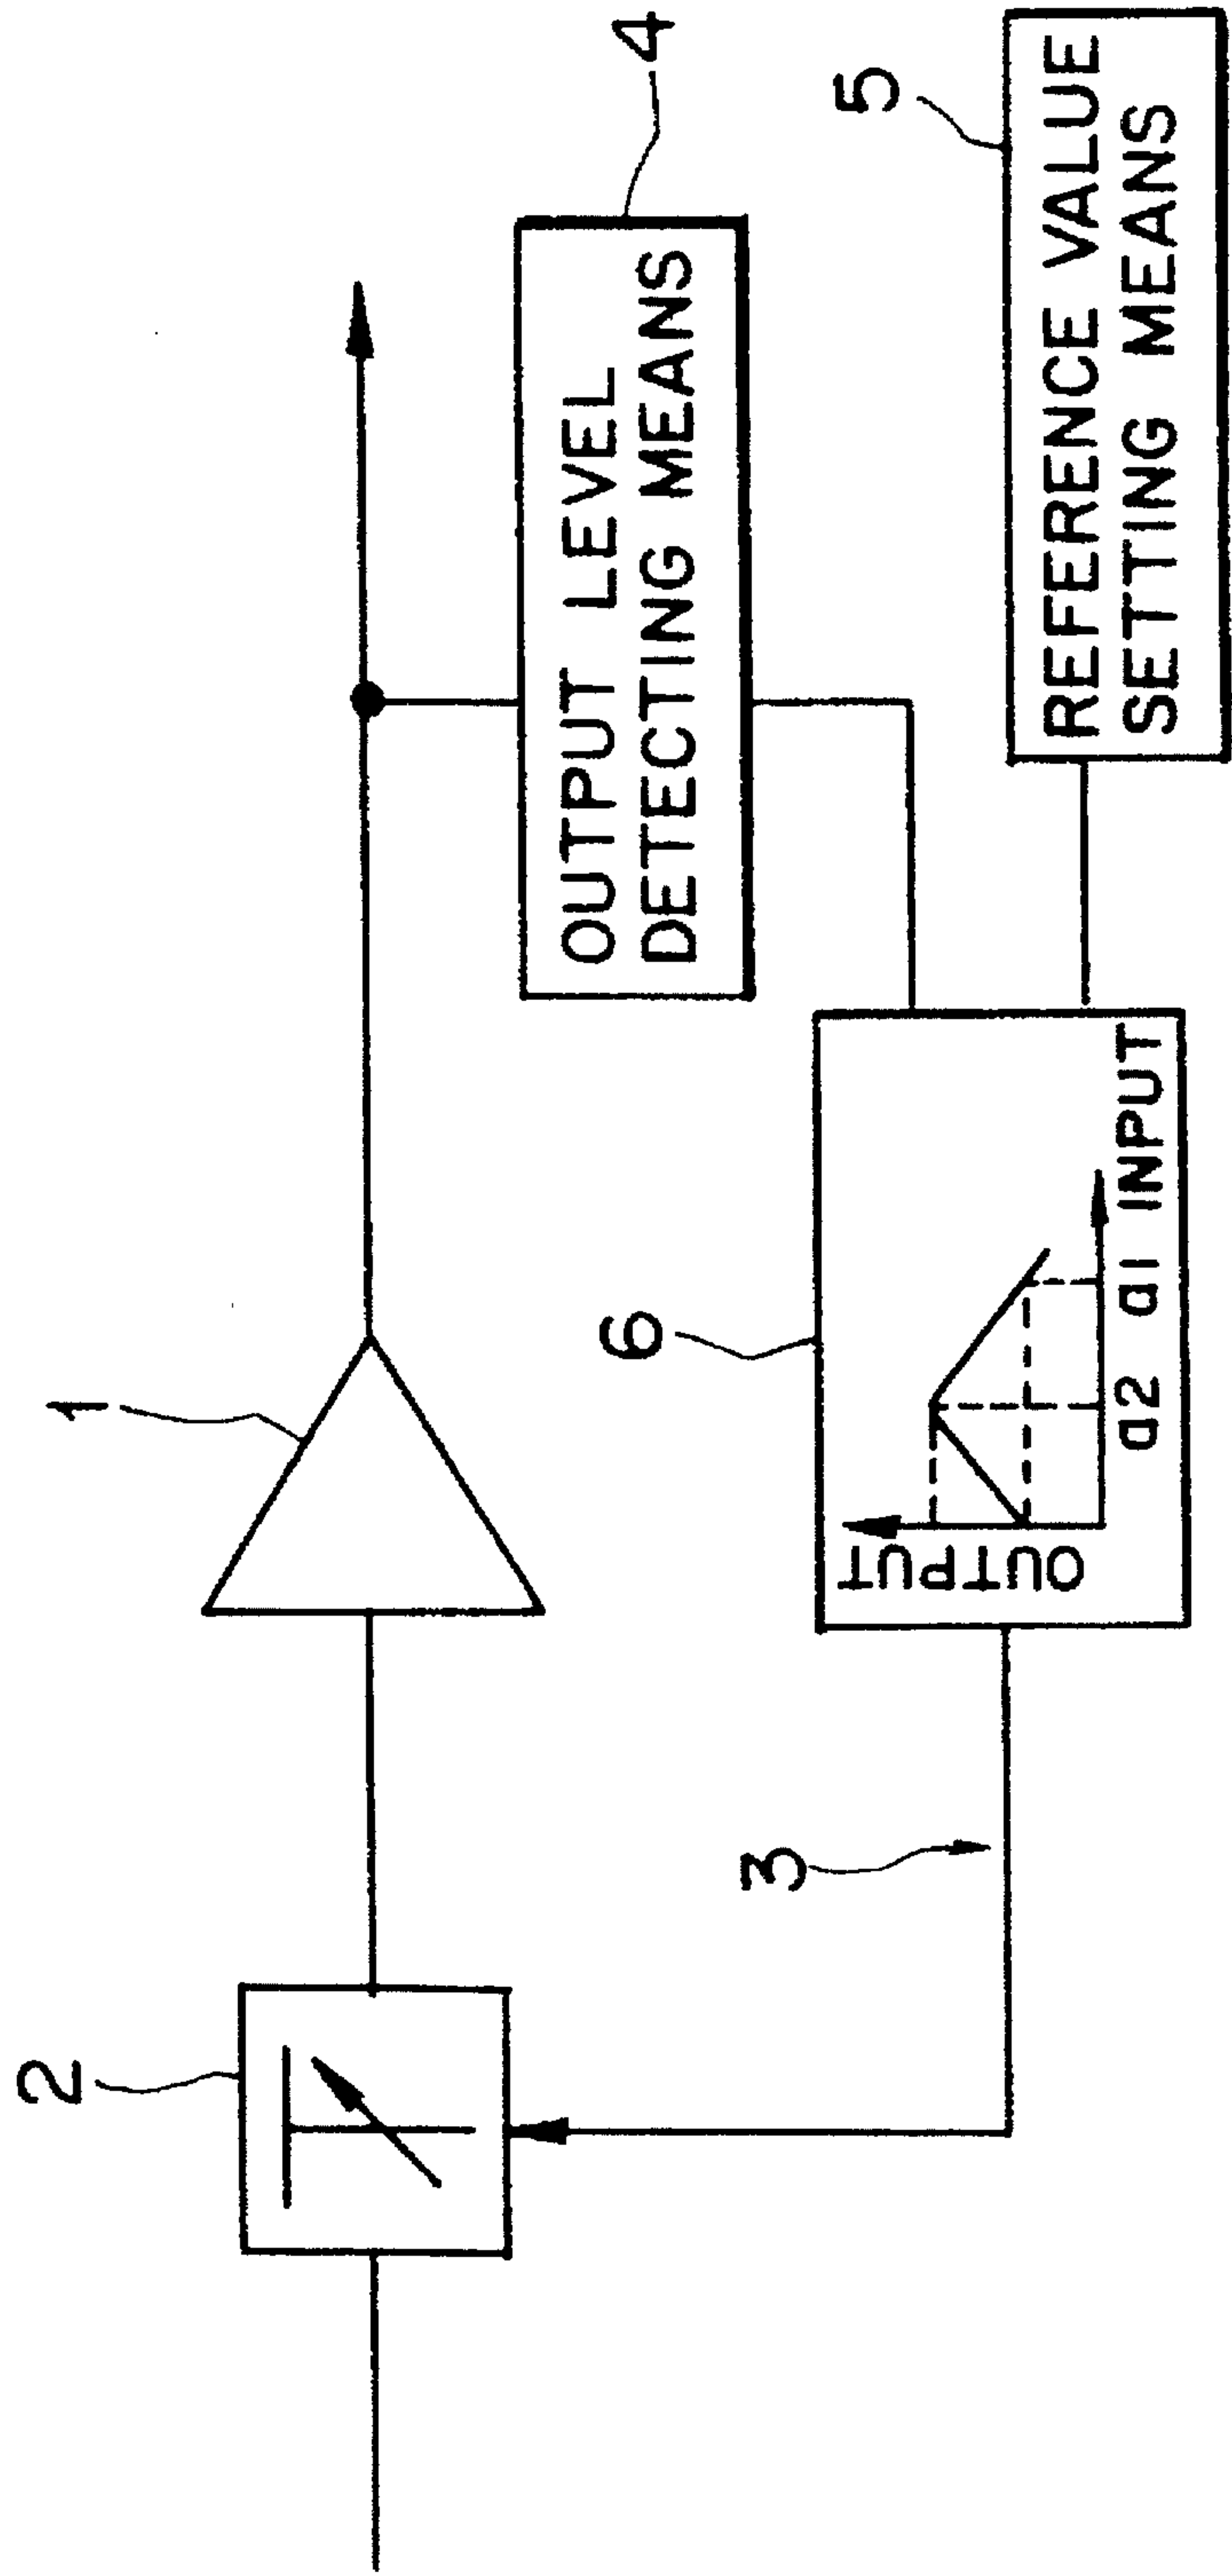 2
1
4
OUTPUT LEVEL
DETECTING MEANS
3
6
5
OUTPUT
a2 a1 INPUT
REFERENCE VALUE
SETTING MEANS